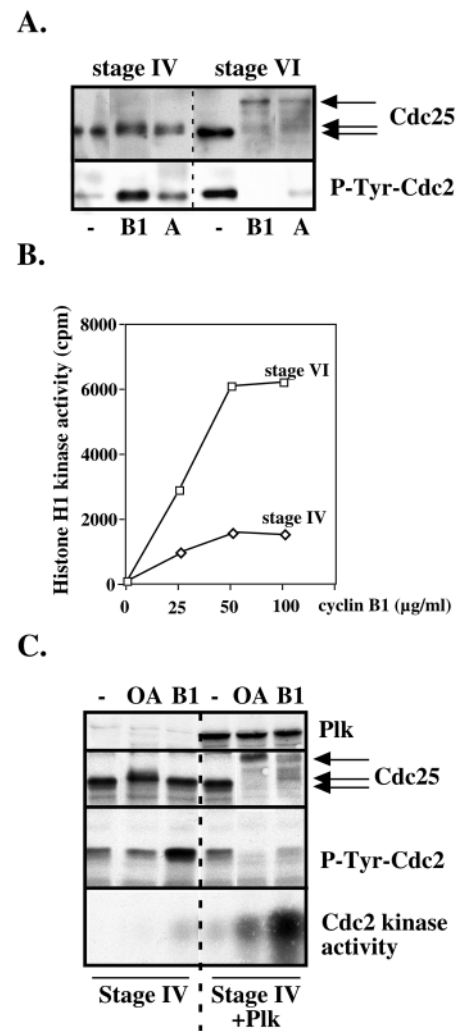 A.
stage IV stage VI
Cdc25
P-Tyr-Cdc2
- B1 A - B1 A
B.
Histone H1 kinase activity (cpm)
8000
6000
4000
2000
0
stage VI
stage IV
0 25 50 100 cyclin B1 (µg/ml)
C.
- OA B1 - OA B1
Plk
Cdc25
P-Tyr-Cdc2
Cdc2 kinase
activity
Stage IV Stage IV
+Plk